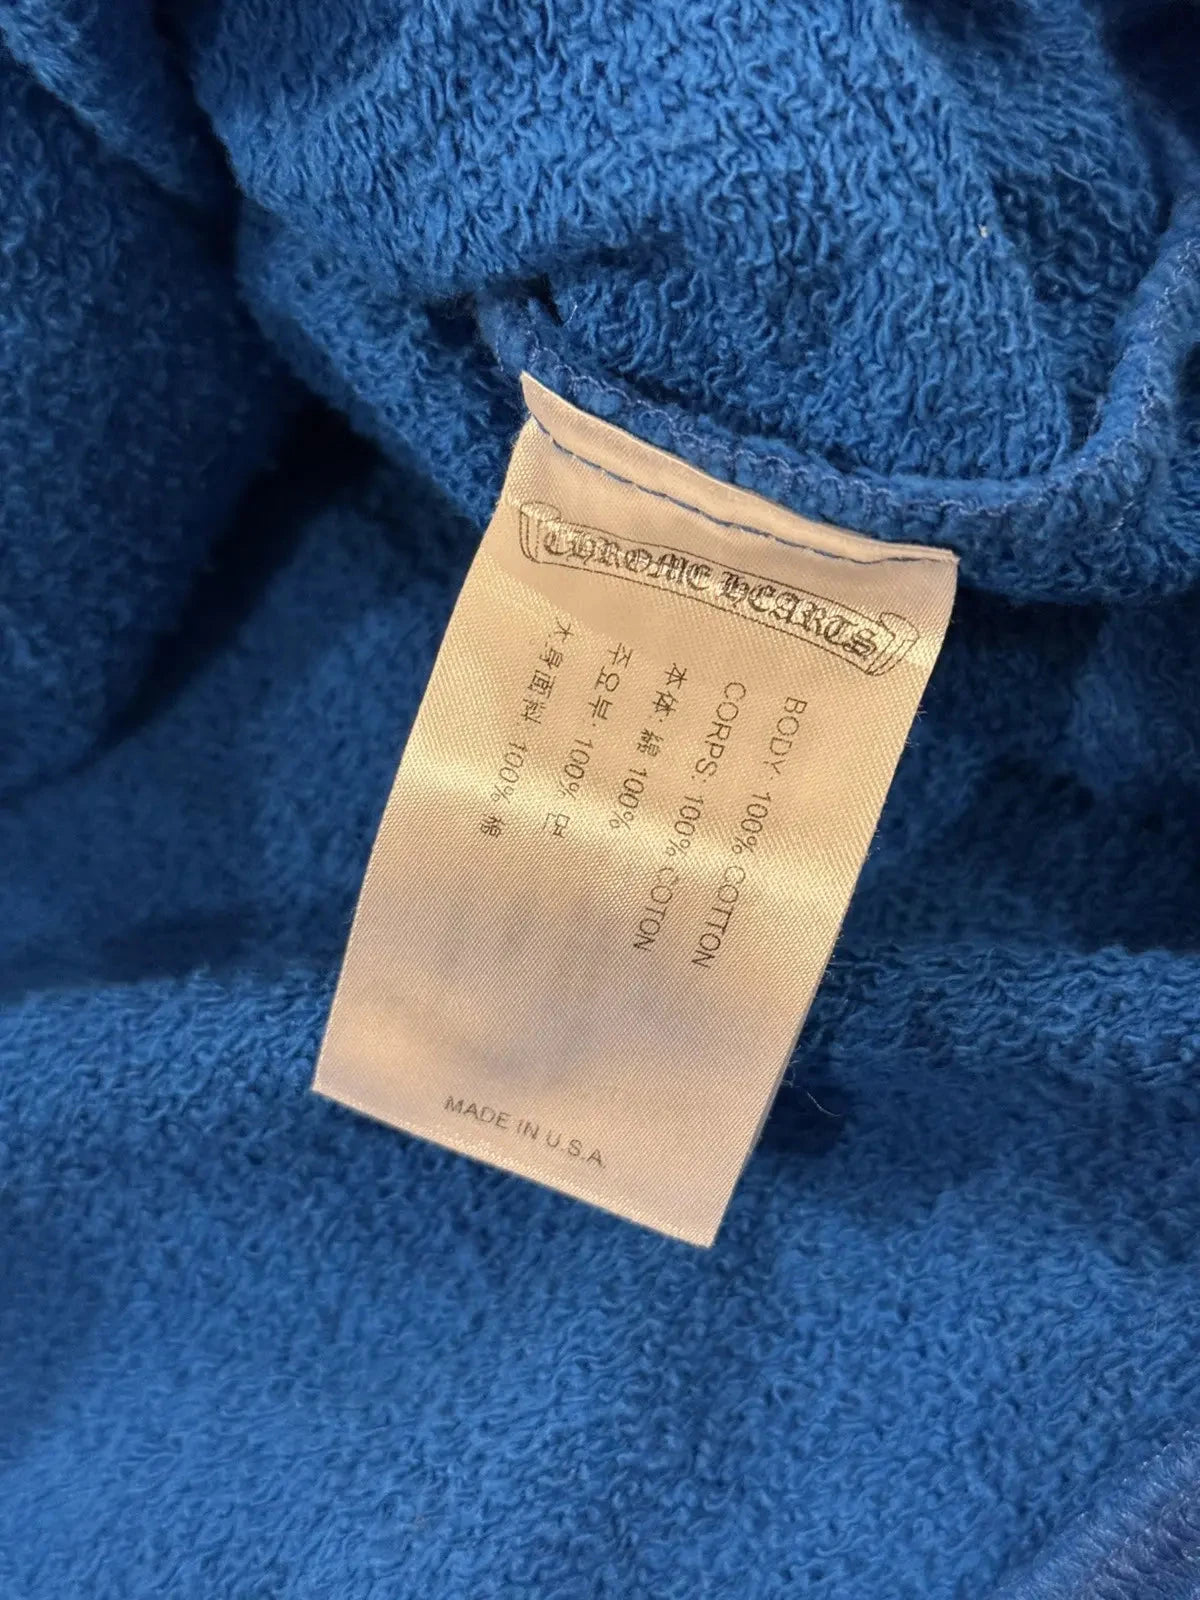 CHROME HEARTS
BODY: 100% COTTON
CORPS: 100% COTON
本体: 綿 100%
주요부: 100% 면
大身面料: 100% 棉
MADE IN U.S.A.